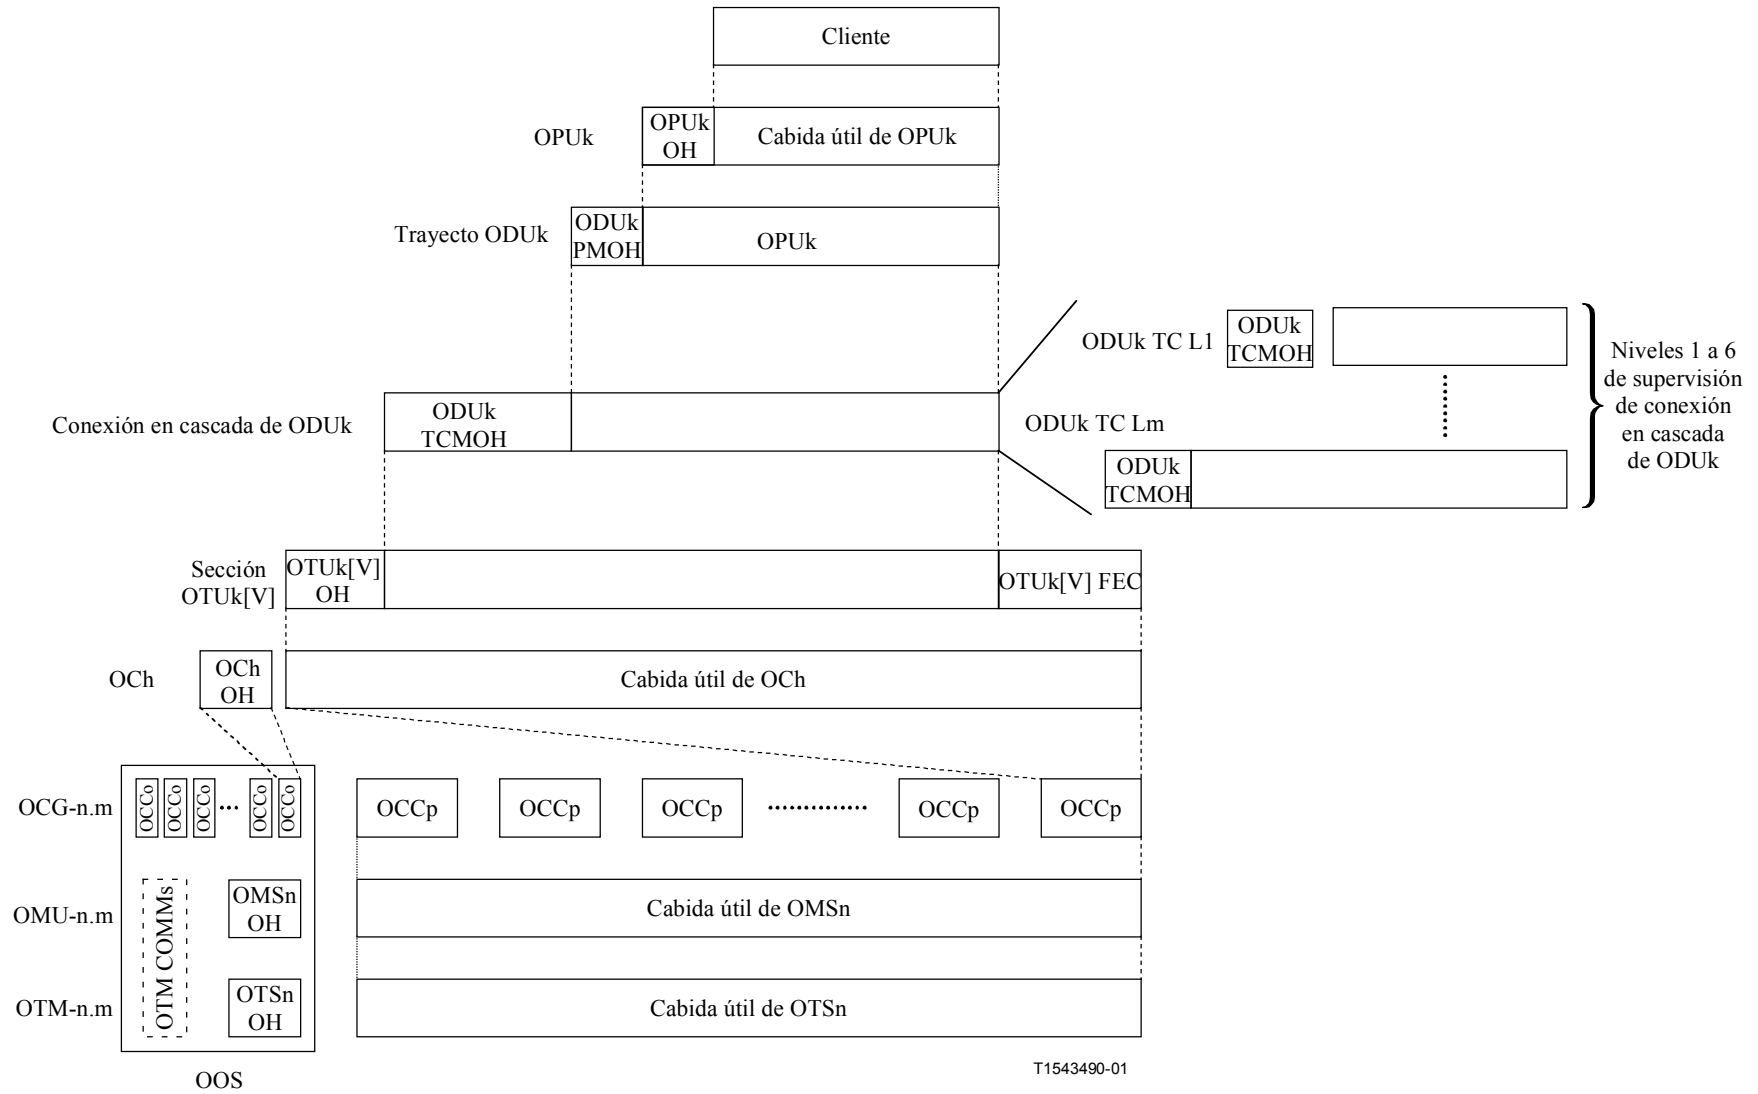 Cliente
OPUk
OPUk
OH
Cabida útil de OPUk
Trayecto ODUk
ODUk
PMOH
OPUk
ODUk TC L1
ODUk
TCMOH
Niveles 1 a 6
de supervisión
de conexión
en cascada
de ODUk
Conexión en cascada de ODUk
ODUk
TCMOH
ODUk TC Lm
ODUk
TCMOH
Sección
OTUk[V]
OTUk[V]
OH
OTUk[V] FEC
OCh
OCh
OH
Cabida útil de OCh
OCG-n.m
OCCo
OCCo
OCCo
OCCo
OCCo
OCCp
OCCp
OCCp
OCCp
OCCp
OMU-n.m
OTM COMMs
OMSn
OH
Cabida útil de OMSn
OTM-n.m
OTSn
OH
Cabida útil de OTSn
OOS
T1543490-01